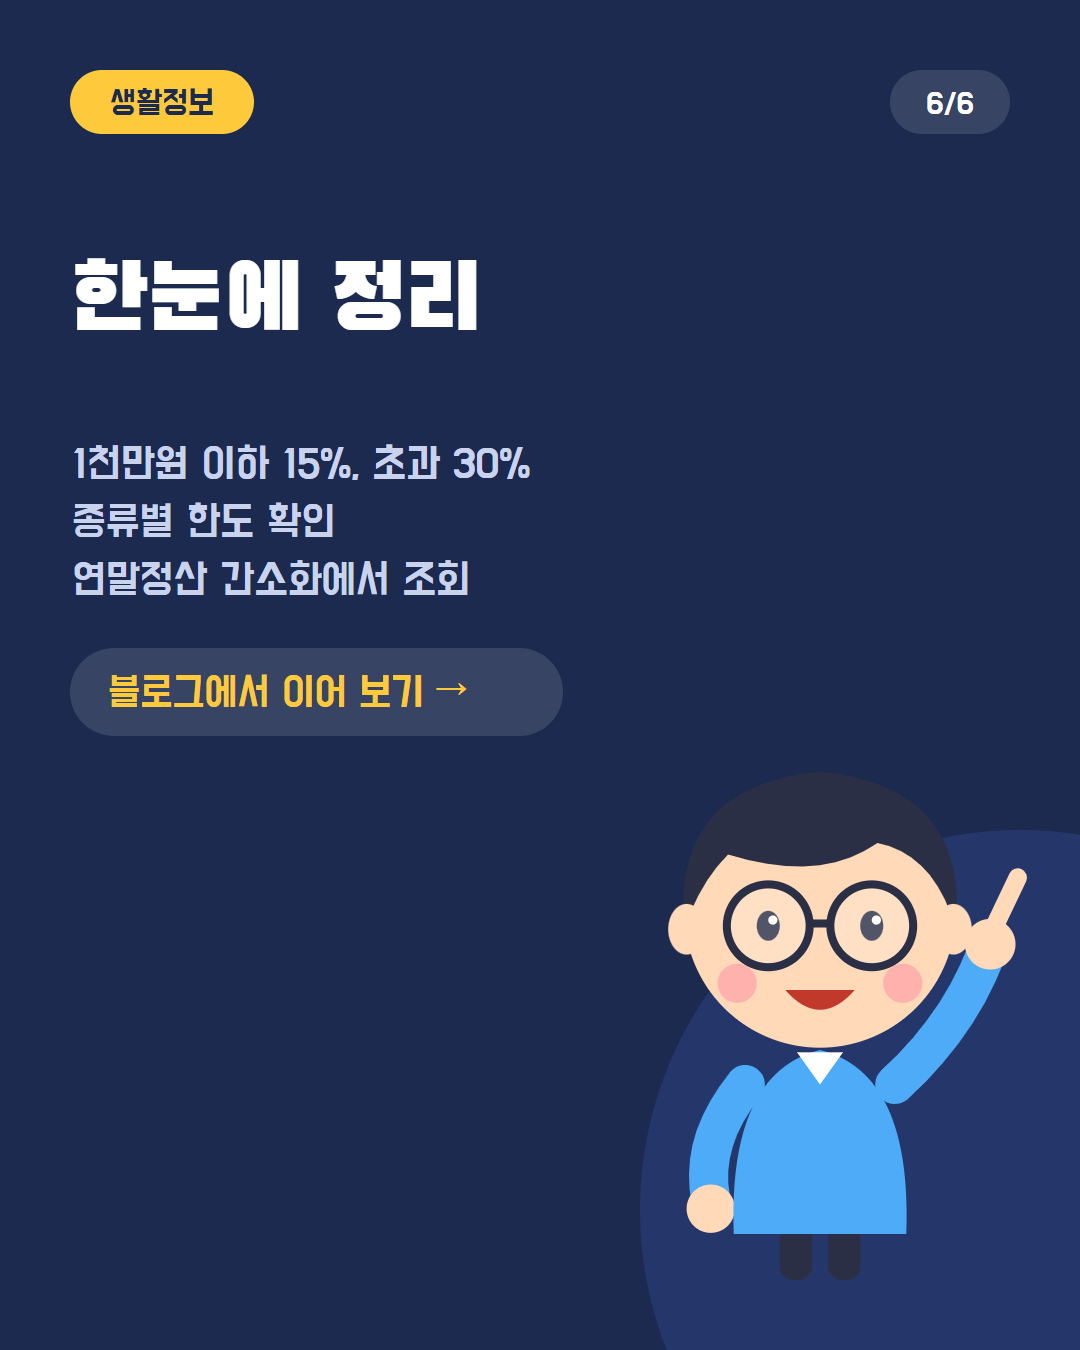 생활정보
6/6
한눈에 정리
1천만원 이하 15%, 초과 30%
종류별 한도 확인
연말정산 간소화에서 조회
블로그에서 이어 보기 →